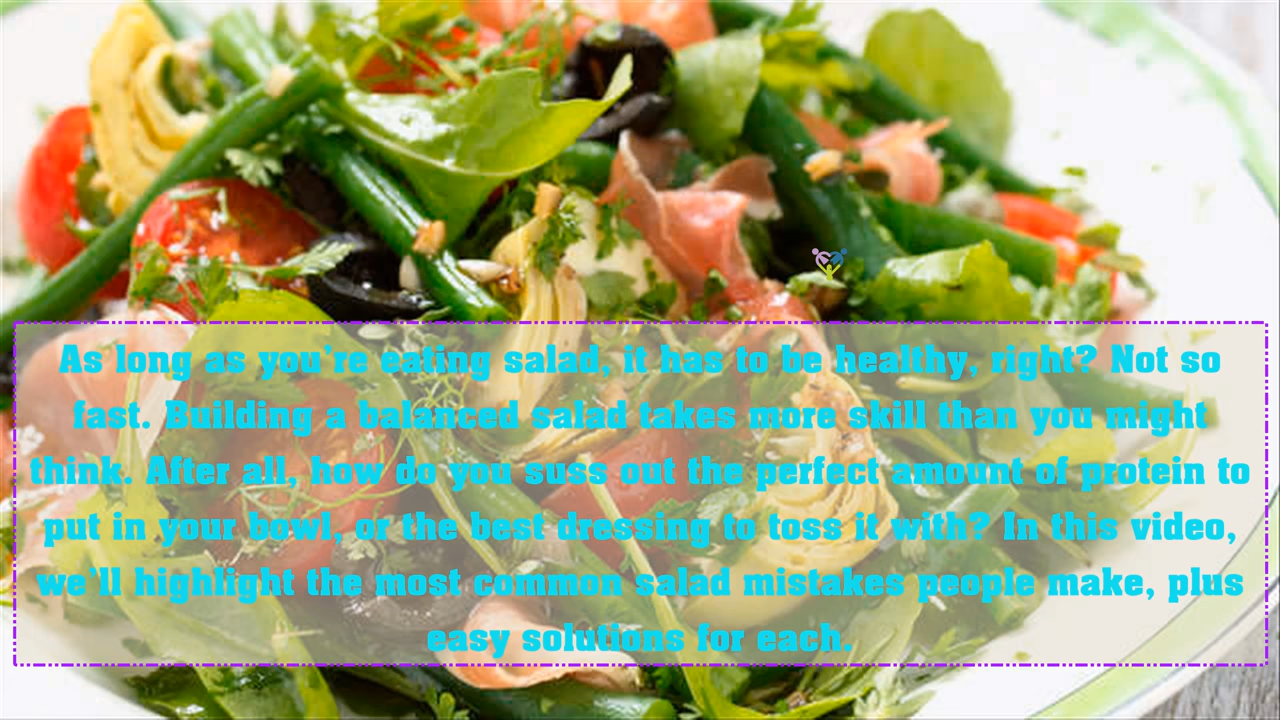 As long as you’re eating salad, it has to be healthy, right? Not so
fast. Building a balanced salad takes more skill than you might
think. After all, how do you suss out the perfect amount of protein to
put in your bowl, or the best dressing to toss it with? In this video,
we’ll highlight the most common salad mistakes people make, plus
easy solutions for each.